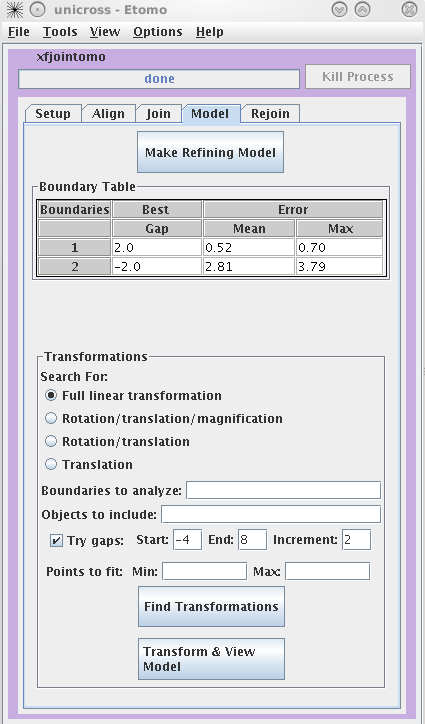 unicross - Etomo
File Tools View Options Help
xfjointomo
done
Kill Process
Setup Align Join Model Rejoin
Make Refining Model
Boundary Table
Boundaries Best Error
Gap Mean Max
1 2.0 0.52 0.70
2 -2.0 2.81 3.79
Transformations
Search For:
Full linear transformation
Rotation/translation/magnification
Rotation/translation
Translation
Boundaries to analyze:
Objects to include:
Try gaps: Start: -4 End: 8 Increment: 2
Points to fit: Min: Max:
Find Transformations
Transform & View
Model